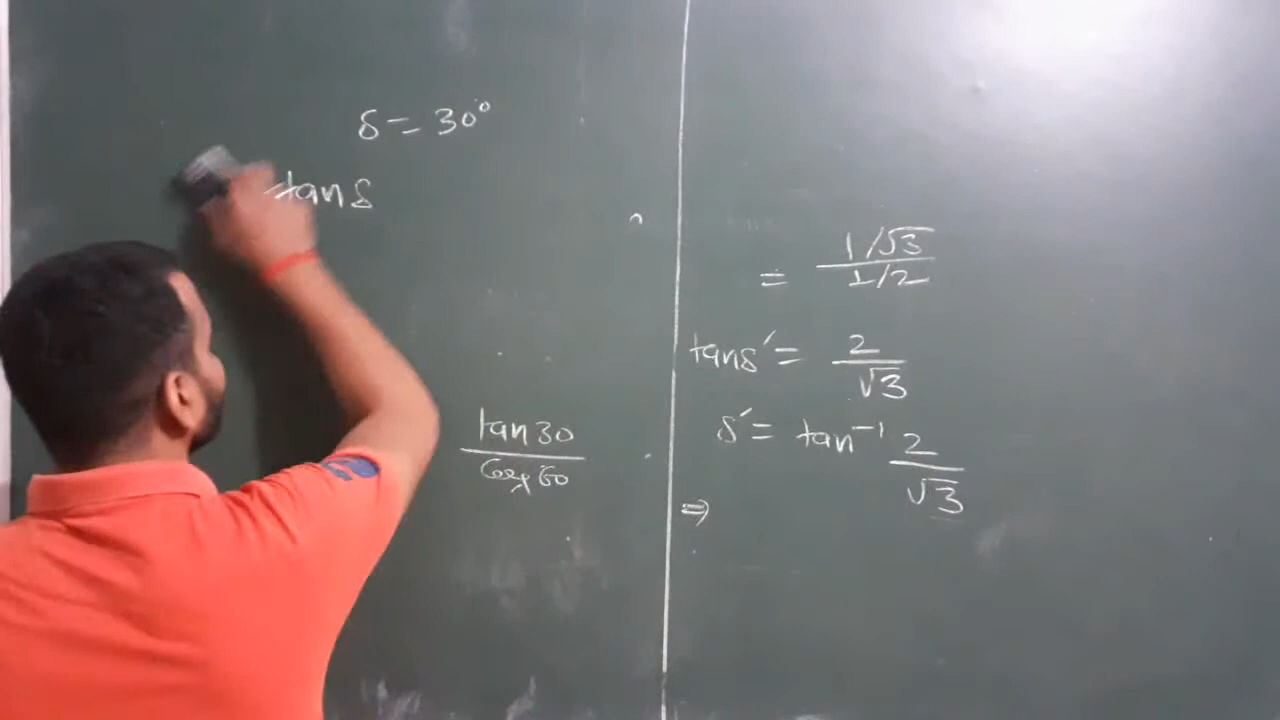 δ = 30°
tan δ
tan 30
cos 60
= 1/√3
1/2
tan δ' = 2
√3
δ' = tan⁻¹ 2
√3
⇒